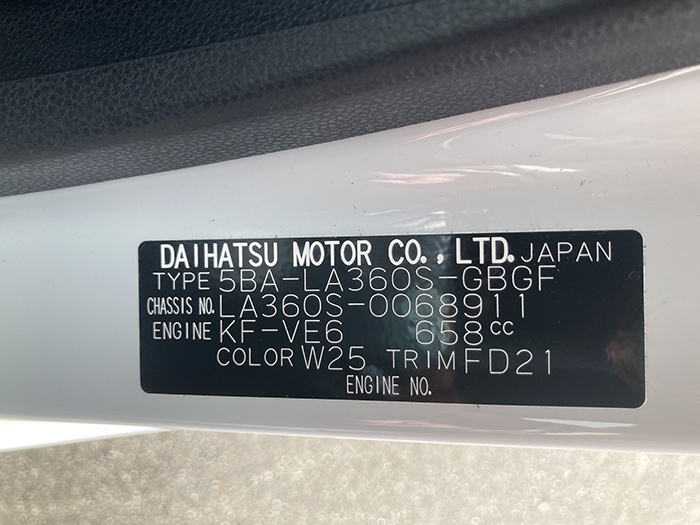 DAIHATSU MOTOR CO., LTD. JAPAN
TYPE 5BA-LA360S-GBGF
CHASSIS NO. LA360S-0068911
ENGINE KF-VE6 658cc
COLOR W25 TRIM FD21
ENGINE NO.